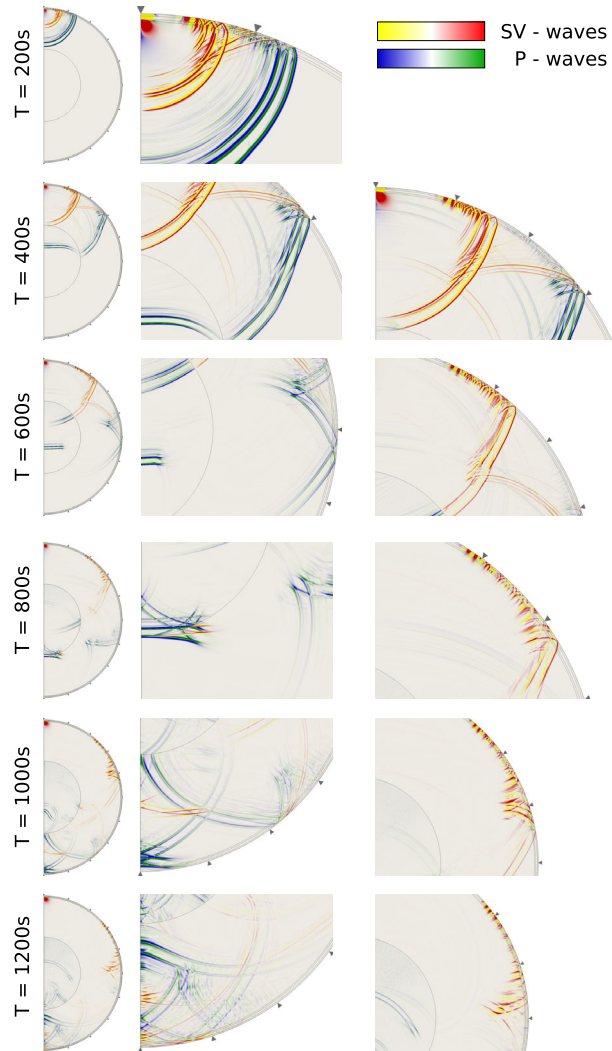 T = 200s
SV - waves
P - waves
T = 400s
T = 600s
T = 800s
T = 1000s
T = 1200s